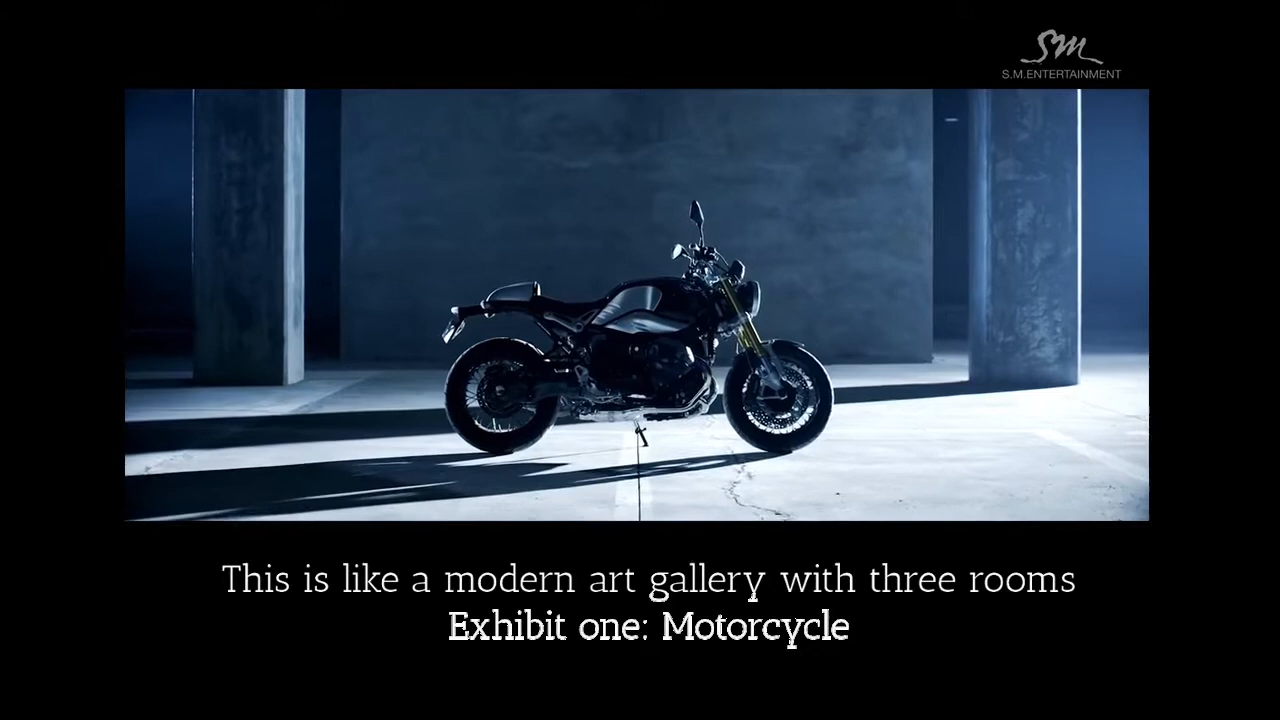 SM
S.M.ENTERTAINMENT
This is like a modern art gallery with three rooms
Exhibit one: Motorcycle